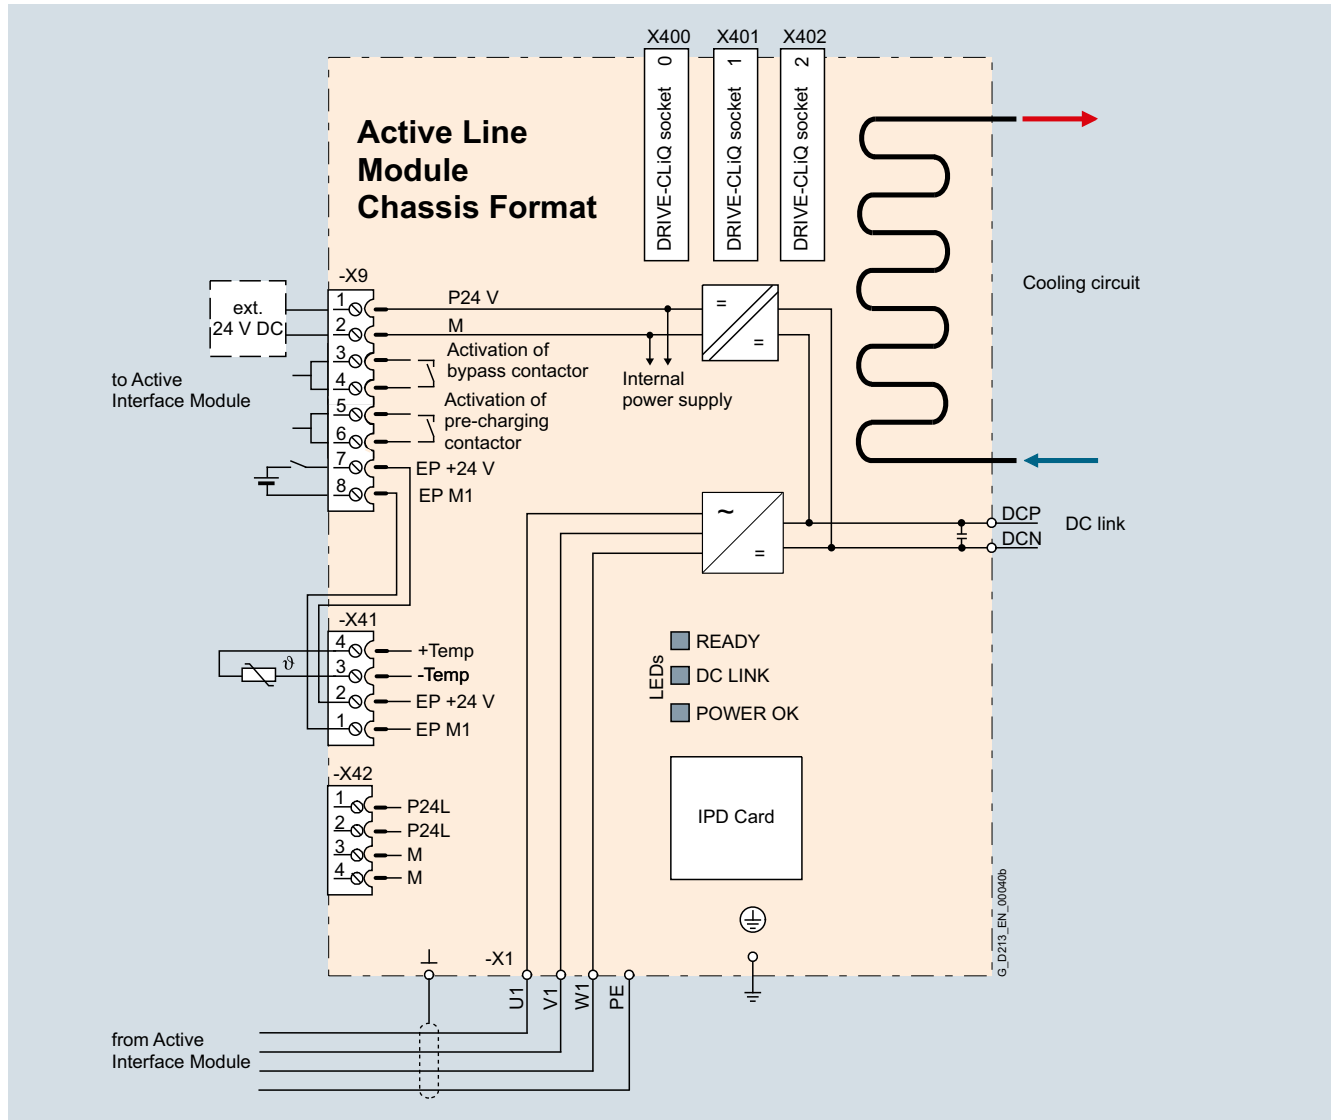 X400 X401 X402
DRIVE-CLiQ socket 0
DRIVE-CLiQ socket 1
DRIVE-CLiQ socket 2
Active Line
Module
Chassis Format
Cooling circuit
-X9
ext.
24 V DC
1 P24 V
2 M
3 Activation of
bypass contactor
4
5 Activation of
pre-charging
contactor
6
7 EP +24 V
8 EP M1
to Active
Interface Module
Internal
power supply
= =
~ =
DCP
DCN
DC link
-X41
4 +Temp
3 -Temp
2 EP +24 V
1 EP M1
ϑ
LEDs
READY
DC LINK
POWER OK
-X42
1 P24L
2 P24L
3 M
4 M
IPD Card
G_D213_EN_00040b
-X1
U1
V1
W1
PE
from Active
Interface Module